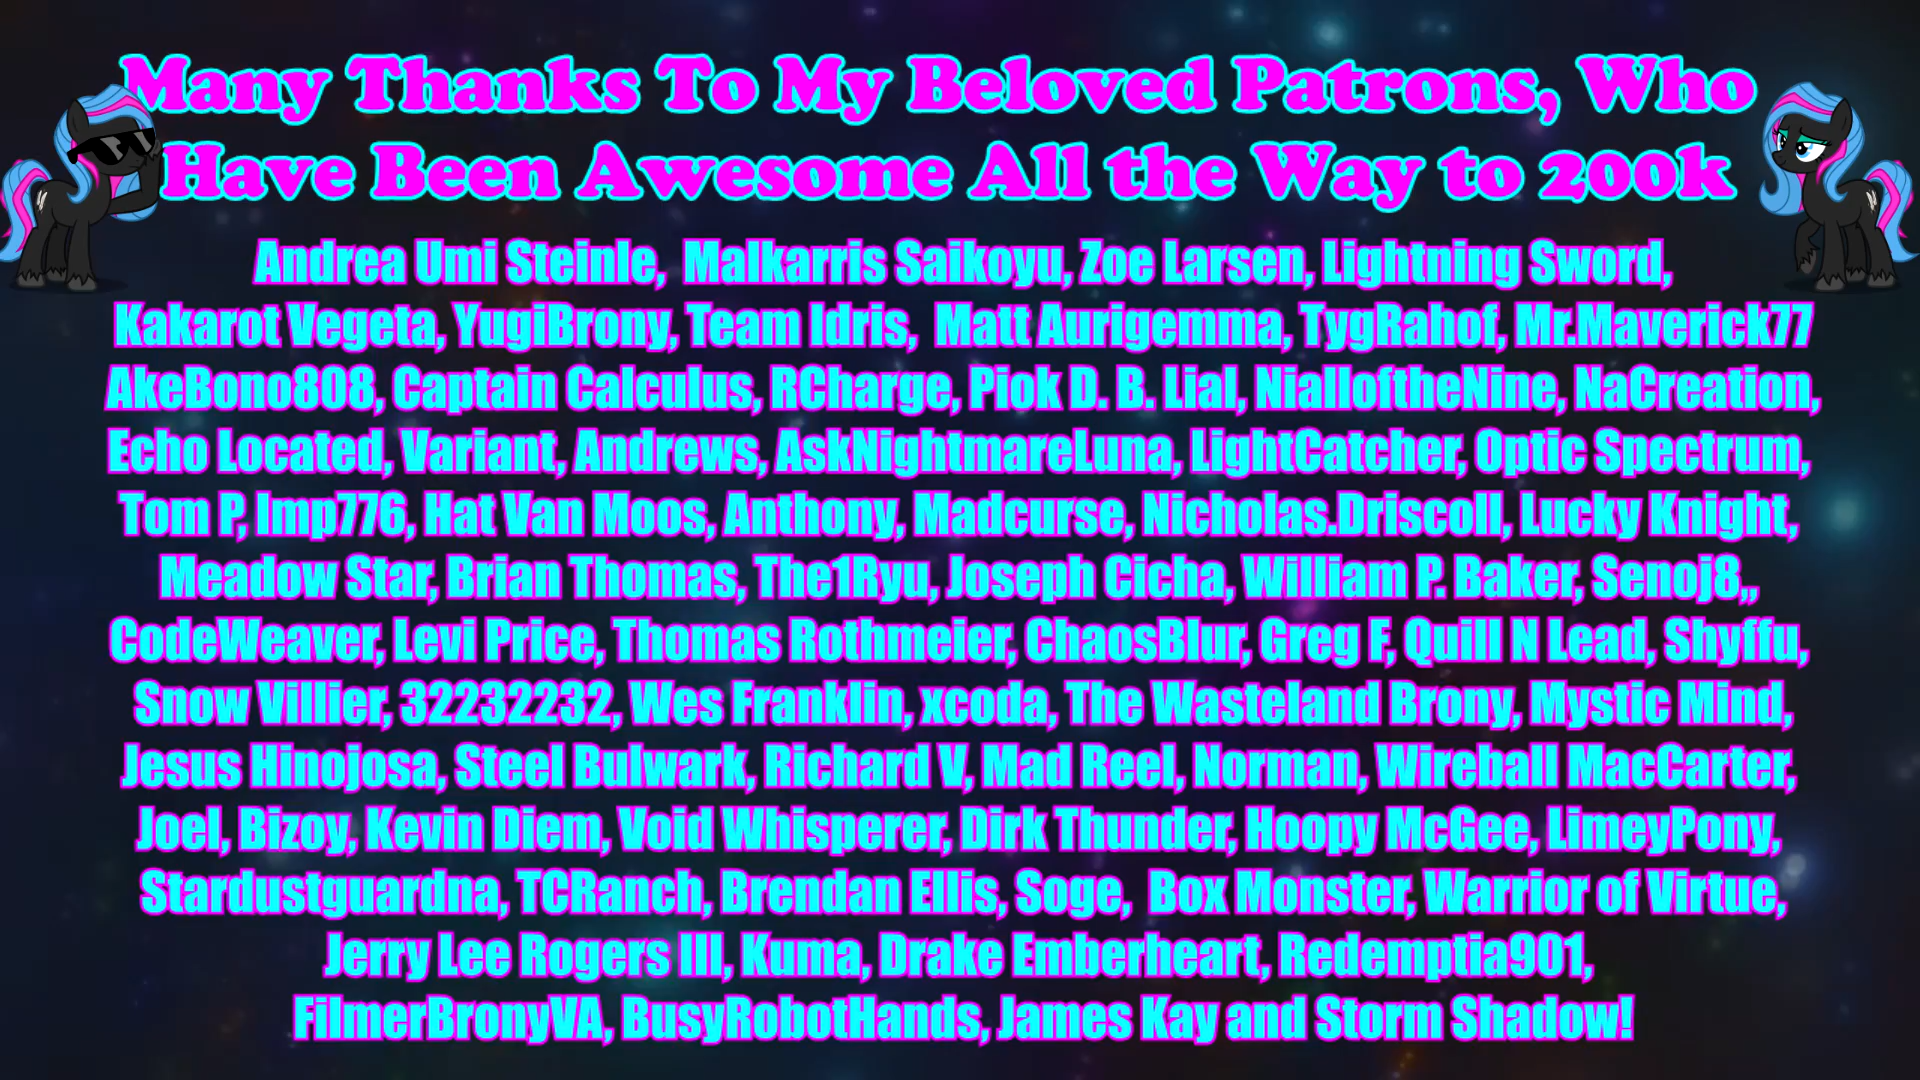 Many Thanks To My Beloved Patrons, Who
Have Been Awesome All the Way to 200k
Andrea Umi Steinle, Malkarris Saikoyu, Zoe Larsen, Lightning Sword,
Kakarot Vegeta, YugiBrony, Team Idris, Matt Aurigemma, TygRahof, Mr.Maverick77
AkeBono808, Captain Calculus, RCharge, Piok D. B. Lial, NialloftheNine, NaCreation,
Echo Located, Variant, Andrews, AskNightmareLuna, LightCatcher, Optic Spectrum,
Tom P, Imp776, Hat Van Moos, Anthony, Madcurse, Nicholas.Driscoll, Lucky Knight,
Meadow Star, Brian Thomas, The1Ryu, Joseph Cicha, William P. Baker, Senoj8,,
CodeWeaver, Levi Price, Thomas Rothmeier, ChaosBlur, Greg F, Quill N Lead, Shyffu,
Snow Villier, 32232232, Wes Franklin, xcoda, The Wasteland Brony, Mystic Mind,
Jesus Hinojosa, Steel Bulwark, Richard V, Mad Reel, Norman, Wireball MacCarter,
Joel, Bizoy, Kevin Diem, Void Whisperer, Dirk Thunder, Hoopy McGee, LimeyPony,
Stardustguardna, TCRanch, Brendan Ellis, Soge, Box Monster, Warrior of Virtue,
Jerry Lee Rogers III, Kuma, Drake Emberheart, Redemptia901,
FilmerBronyVA, BusyRobotHands, James Kay and Storm Shadow!